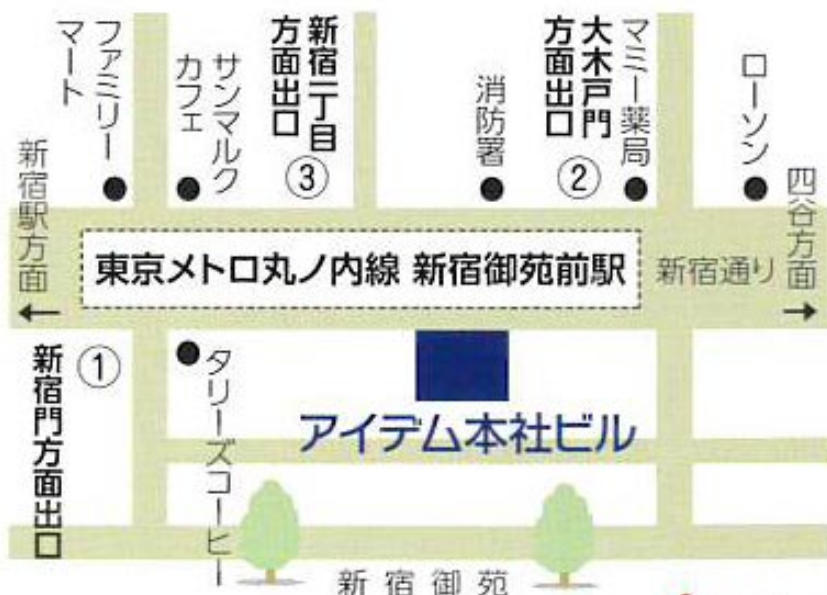 ファミリー
マート
サンマルク
カフェ
新宿一丁目
方面出口
③
消防署
大木戸門
方面出口
②
マミー薬局
ローソン
新宿駅方面
←
四谷方面
→
東京メトロ丸ノ内線 新宿御苑前駅
新宿通り
新宿門方面出口
①
タリーズコーヒー
アイデム本社ビル
新宿御苑